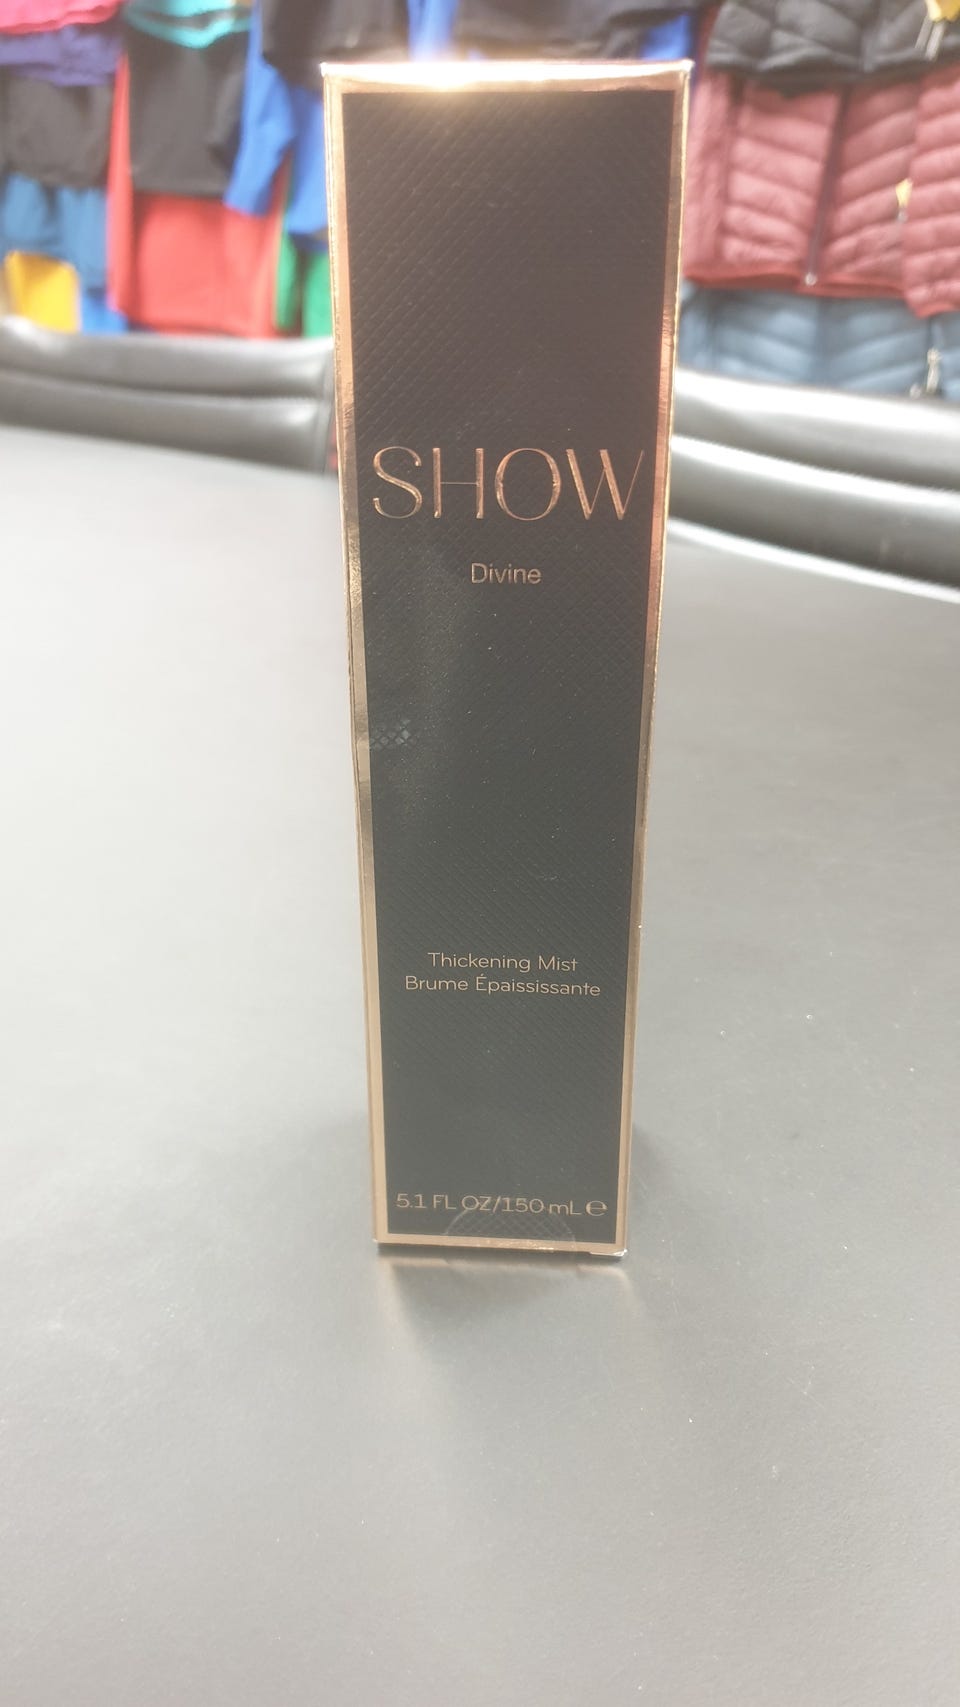 SHOW
Divine
Thickening Mist
Brume Épaississante
5.1 FL OZ/150 mL ℮